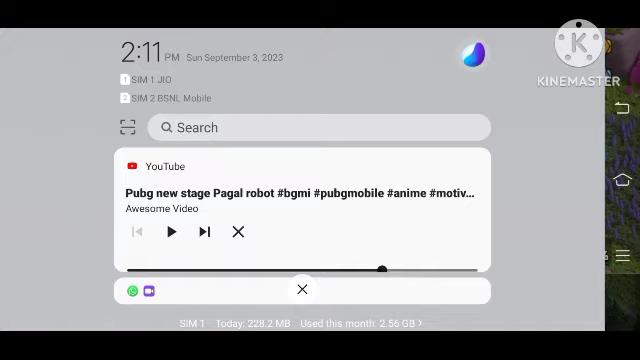 2:11 PM Sun September 3, 2023
1 SIM 1 JIO
2 SIM 2 BSNL Mobile
K
KINEMASTER
Search
YouTube
Pubg new stage Pagal robot #bgmi #pubgmobile #anime #motiv...
Awesome Video
SIM 1 Today: 228.2 MB Used this month: 2.56 GB